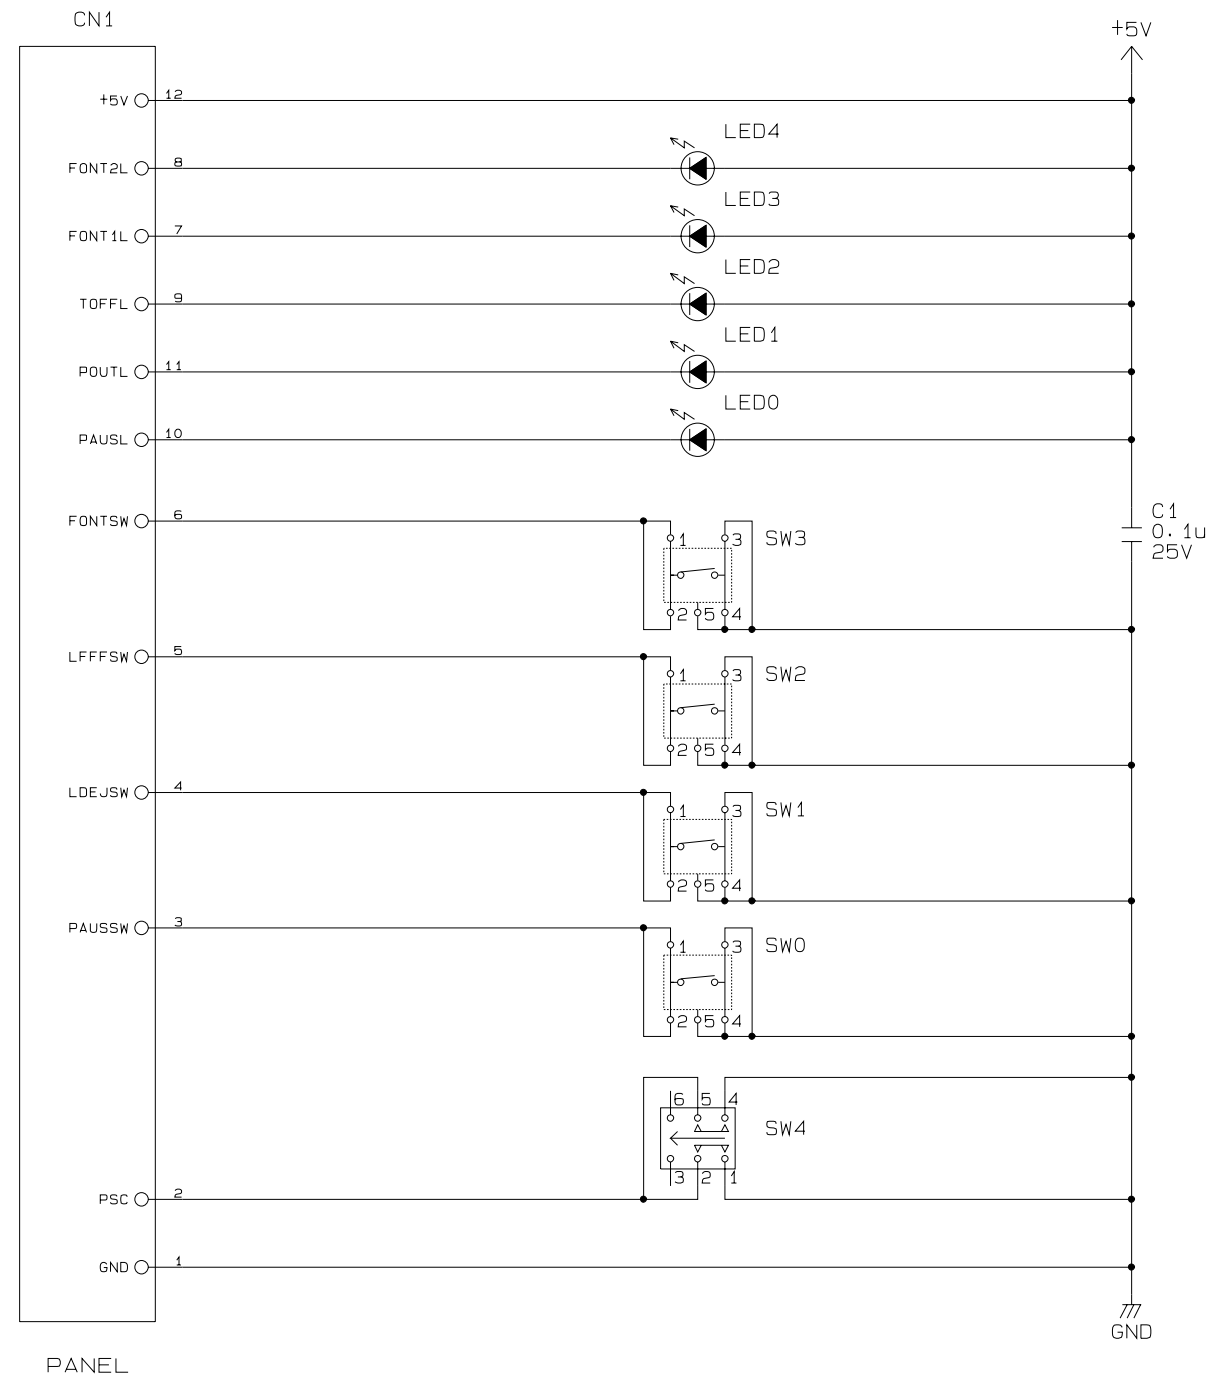 CN1
+5V
+5V 12
LED4
FONT2L 8
LED3
FONT1L 7
LED2
TOFFL 9
LED1
POUTL 11
LED0
PAUSL 10
C1
0.1u
25V
FONTSW 6
1 3 SW3
2 5 4
LFFFSW 5
1 3 SW2
2 5 4
LDEJSW 4
1 3 SW1
2 5 4
PAUSSW 3
1 3 SW0
2 5 4
6 5 4
SW4
3 2 1
PSC 2
GND 1
GND
PANEL